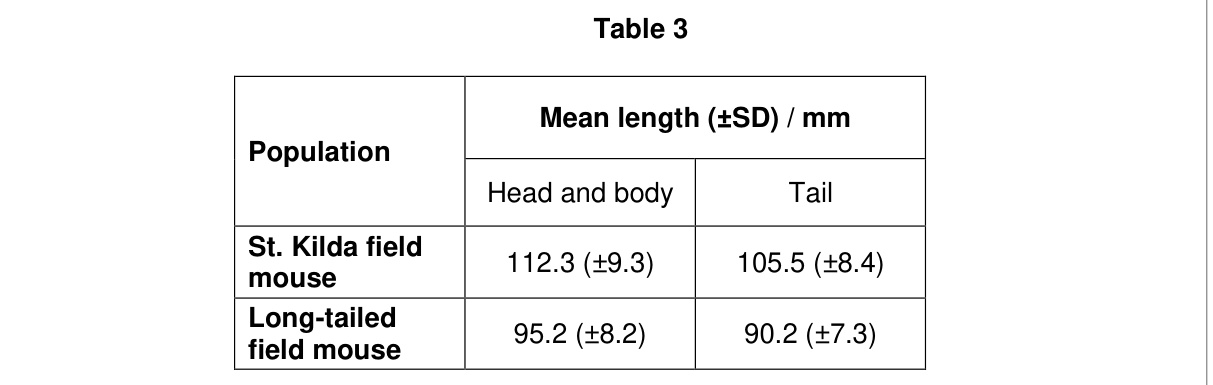 Table 3
Population
Mean length (±SD) / mm
Head and body
Tail
St. Kilda field
mouse
112.3 (±9.3)
105.5 (±8.4)
Long-tailed
field mouse
95.2 (±8.2)
90.2 (±7.3)